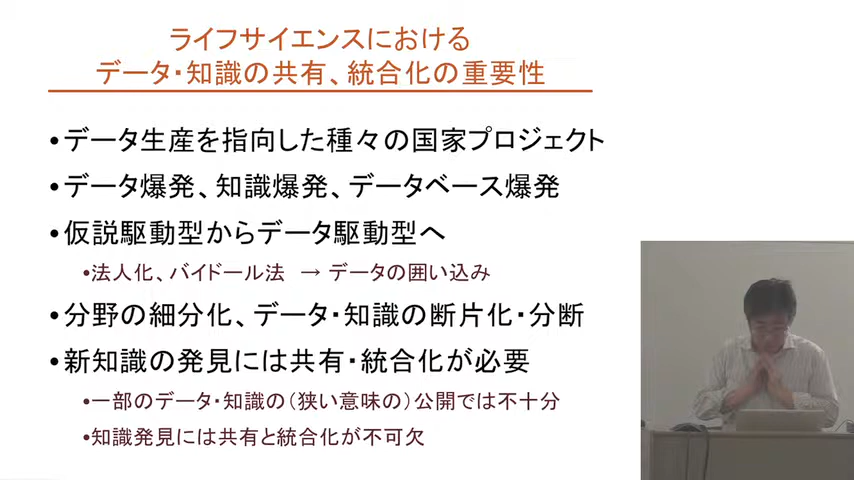 ライフサイエンスにおける
データ・知識の共有、統合化の重要性
•データ生産を指向した種々の国家プロジェクト
•データ爆発、知識爆発、データベース爆発
•仮説駆動型からデータ駆動型へ
•法人化、バイドール法 → データの囲い込み
•分野の細分化、データ・知識の断片化・分断
•新知識の発見には共有・統合化が必要
•一部のデータ・知識の（狭い意味の）公開では不十分
•知識発見には共有と統合化が不可欠